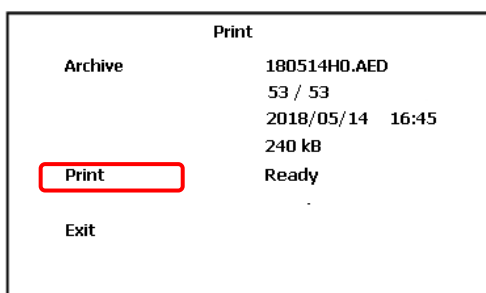 Print
Archive 180514H0.AED
53 / 53
2018/05/14 16:45
240 kB
Print Ready
.
Exit